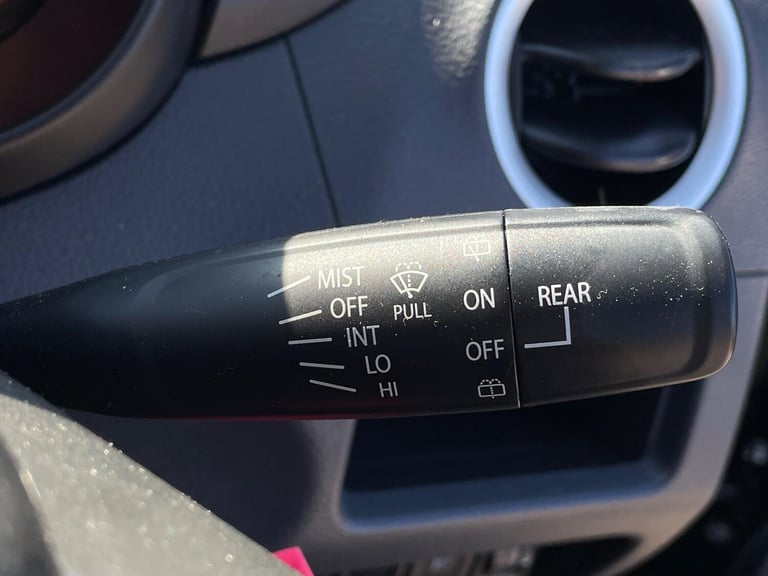 MIST
OFF
INT
LO
HI
PULL
ON
OFF
REAR